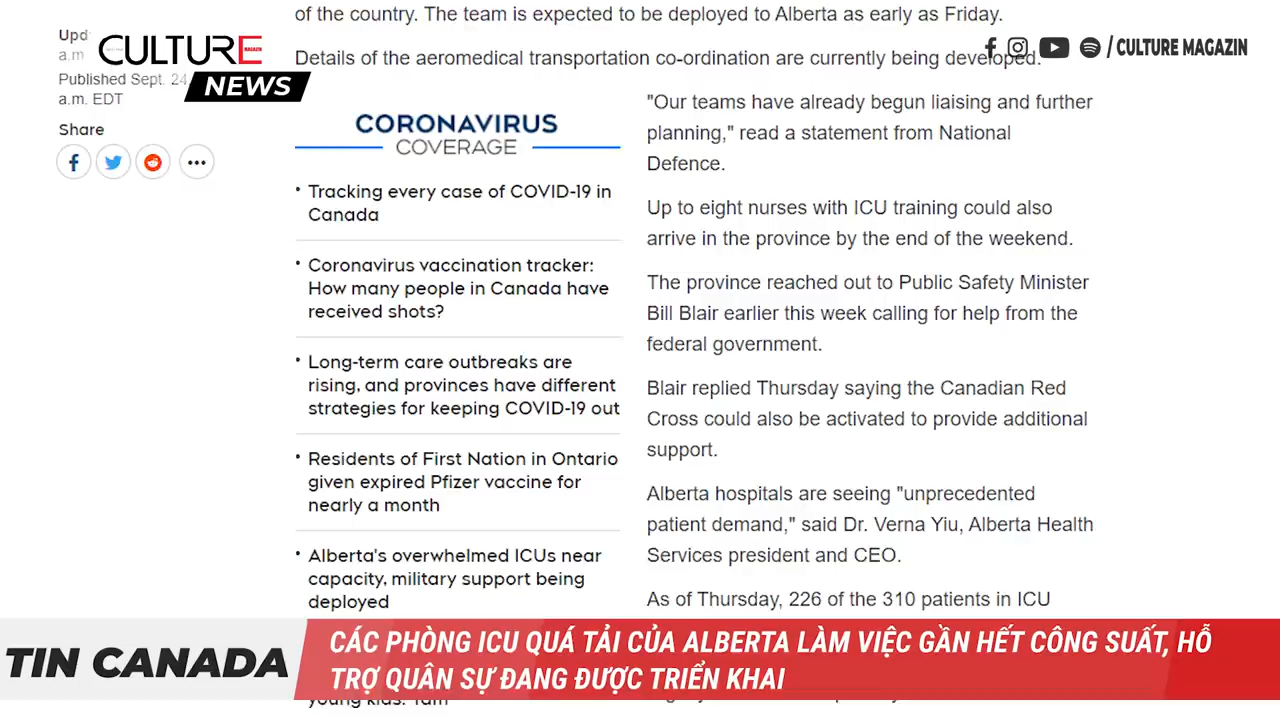 of the country. The team is expected to be deployed to Alberta as early as Friday.
Details of the aeromedical transportation co-ordination are currently being developed.
CULTURE
MAGAZIN
NEWS
/ CULTURE MAGAZIN
Upd
a.m
Published Sept. 24,
a.m. EDT
Share
CORONAVIRUS
COVERAGE
• Tracking every case of COVID-19 in
Canada
• Coronavirus vaccination tracker:
How many people in Canada have
received shots?
• Long-term care outbreaks are
rising, and provinces have different
strategies for keeping COVID-19 out
• Residents of First Nation in Ontario
given expired Pfizer vaccine for
nearly a month
• Alberta's overwhelmed ICUs near
capacity, military support being
deployed
"Our teams have already begun liaising and further
planning," read a statement from National
Defence.
Up to eight nurses with ICU training could also
arrive in the province by the end of the weekend.
The province reached out to Public Safety Minister
Bill Blair earlier this week calling for help from the
federal government.
Blair replied Thursday saying the Canadian Red
Cross could also be activated to provide additional
support.
Alberta hospitals are seeing "unprecedented
patient demand," said Dr. Verna Yiu, Alberta Health
Services president and CEO.
As of Thursday, 226 of the 310 patients in ICU
TIN CANADA
CÁC PHÒNG ICU QUÁ TẢI CỦA ALBERTA LÀM VIỆC GẦN HẾT CÔNG SUẤT, HỖ
TRỢ QUÂN SỰ ĐANG ĐƯỢC TRIỂN KHAI